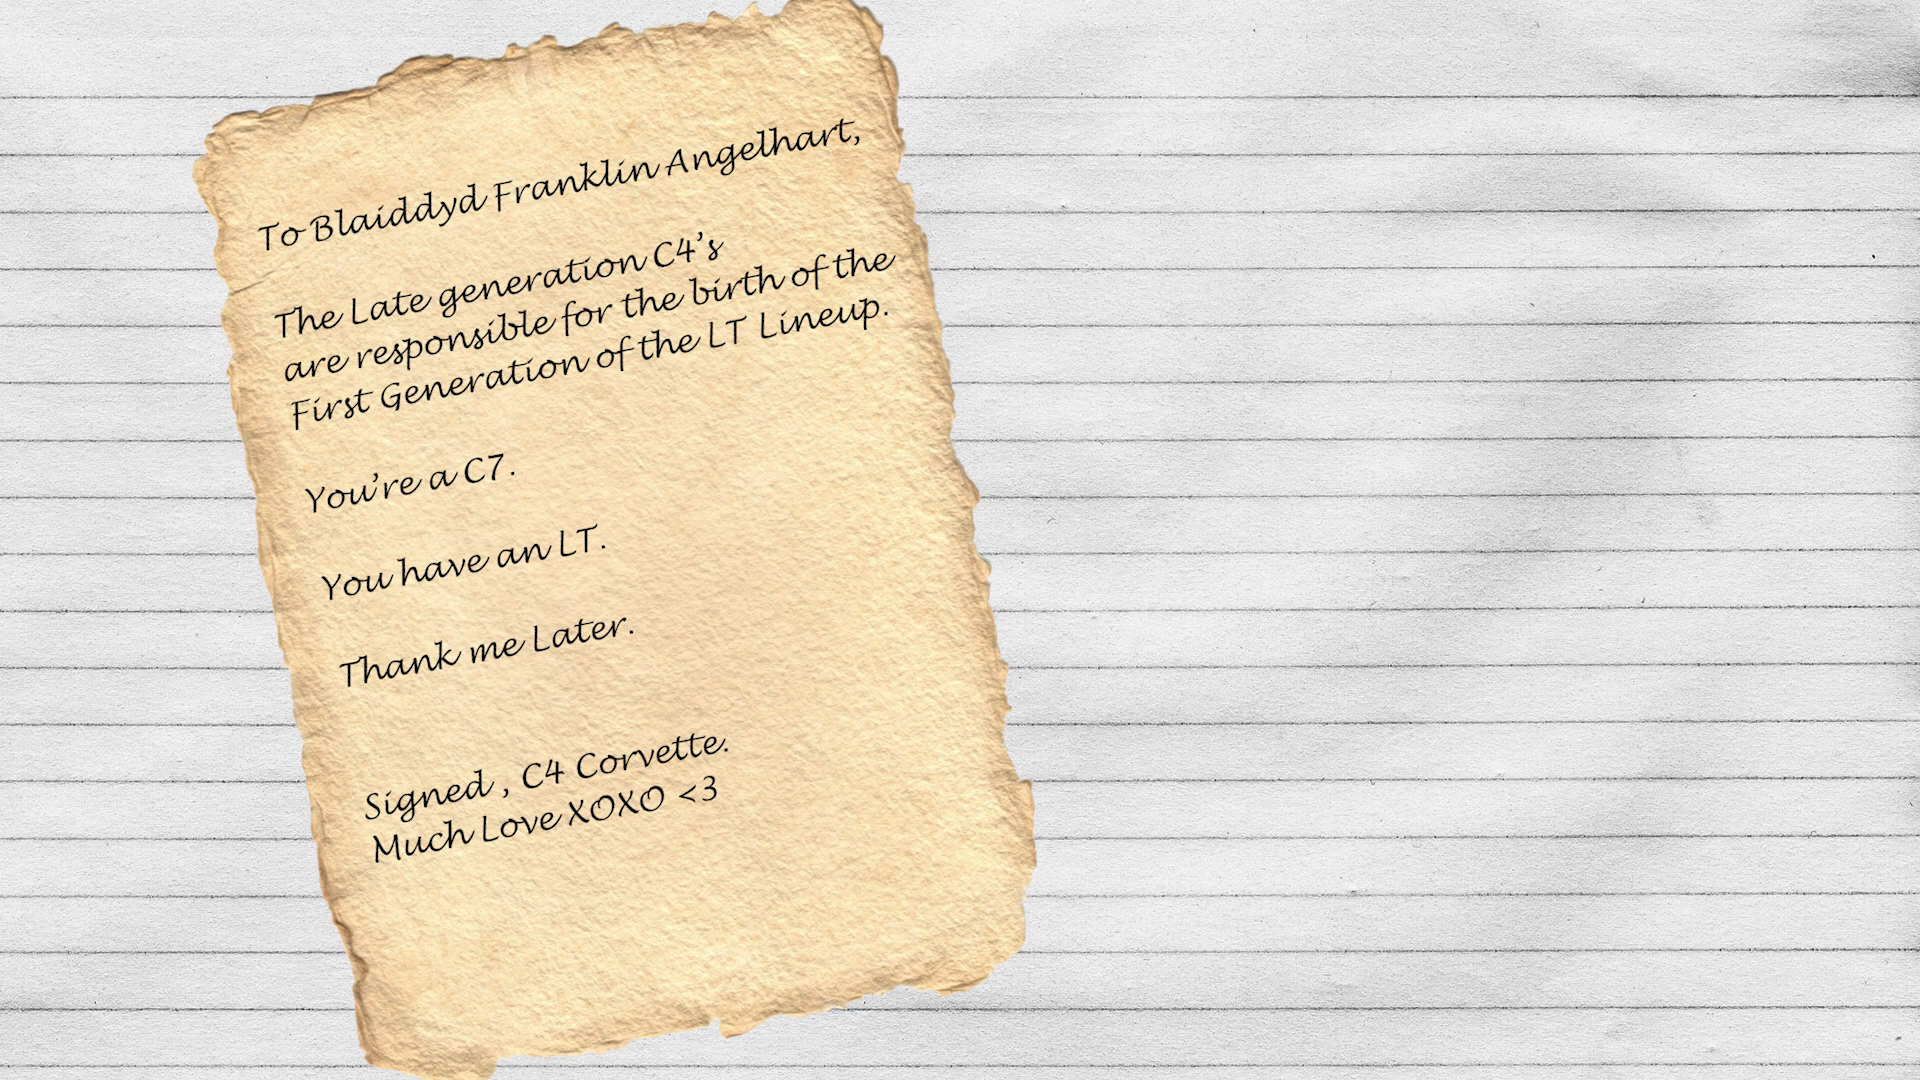 To Blaiddyd Franklin Angelhart,
The Late generation C4's
are responsible for the birth of the
First Generation of the LT Lineup.
You're a C7.
You have an LT.
Thank me Later.
Signed , C4 Corvette.
Much Love XOXO <3